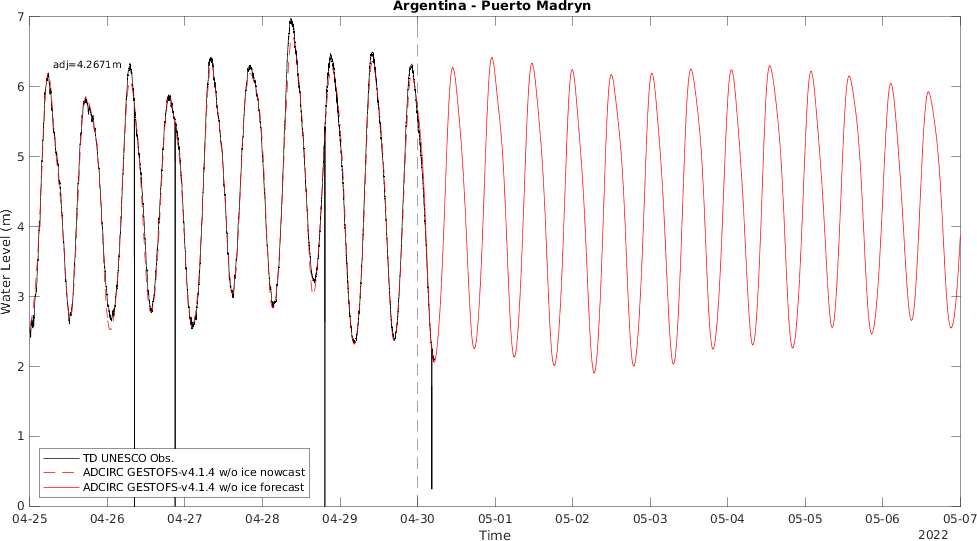 Argentina - Puerto Madryn
7
adj=4.2671m
6
5
4
3
2
1
0
Water Level (m)
TD UNESCO Obs.
ADCIRC GESTOFS-v4.1.4 w/o ice nowcast
ADCIRC GESTOFS-v4.1.4 w/o ice forecast
04-25 04-26 04-27 04-28 04-29 04-30 05-01 05-02 05-03 05-04 05-05 05-06 05-07
Time
2022